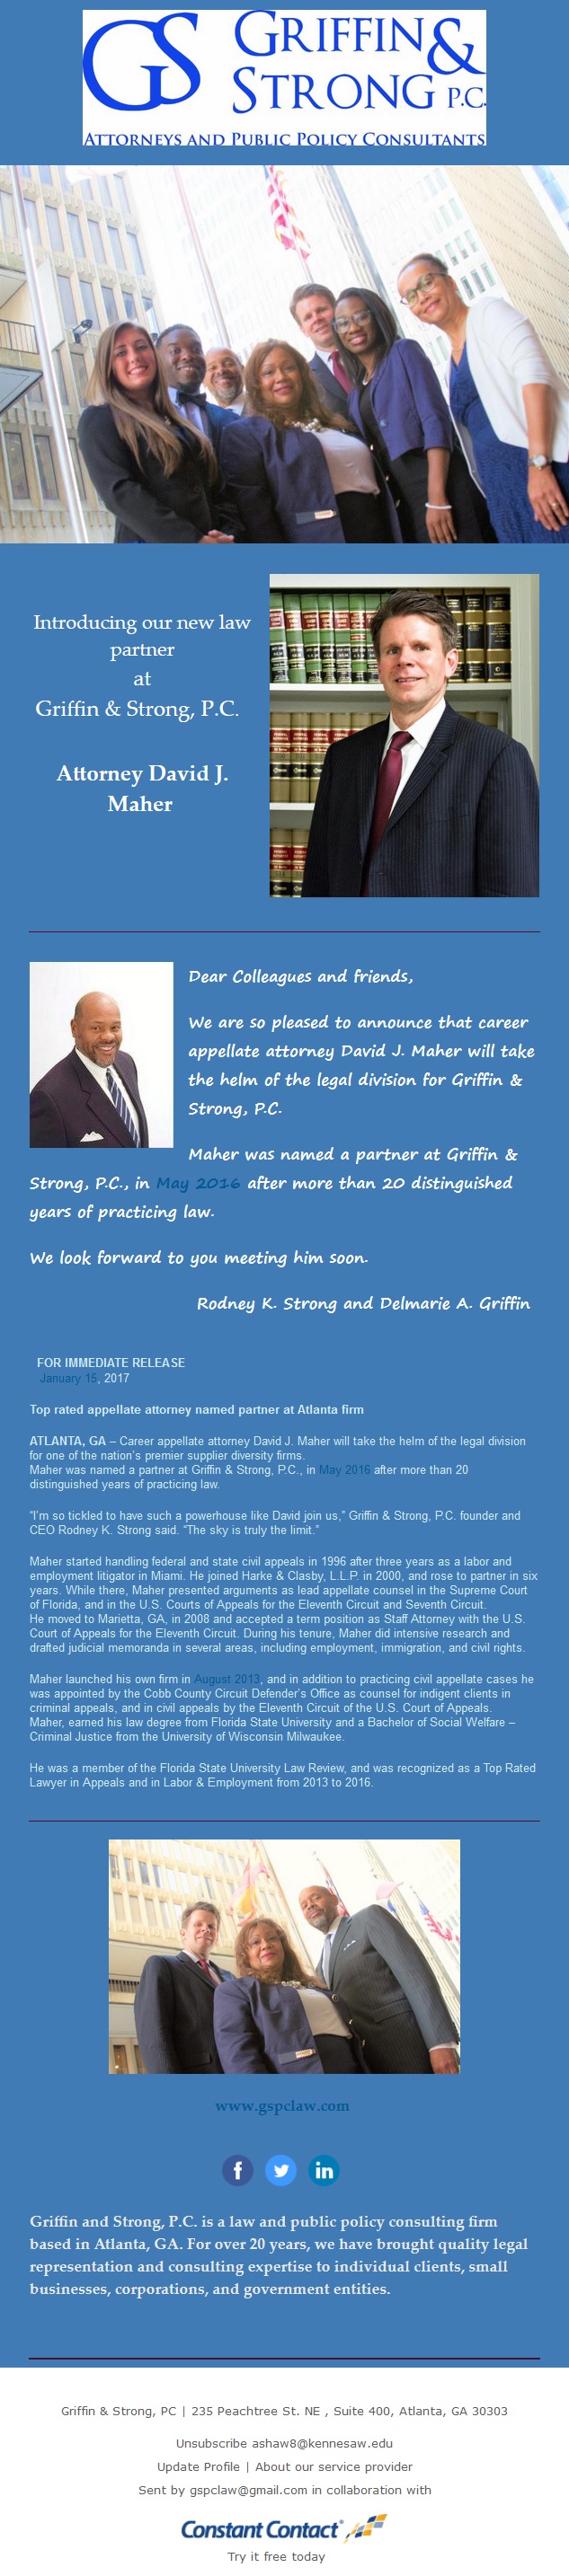 GS GRIFFIN &
STRONG P.C.
ATTORNEYS AND PUBLIC POLICY CONSULTANTS
Introducing our new law
partner
at
Griffin & Strong, P.C.
Attorney David J.
Maher
Dear Colleagues and friends,
We are so pleased to announce that career
appellate attorney David J. Maher will take
the helm of the legal division for Griffin &
Strong, P.C.
Maher was named a partner at Griffin &
Strong, P.C., in May 2016 after more than 20 distinguished
years of practicing law.
We look forward to you meeting him soon.
Rodney K. Strong and Delmarie A. Griffin
FOR IMMEDIATE RELEASE
January 15, 2017
Top rated appellate attorney named partner at Atlanta firm
ATLANTA, GA – Career appellate attorney David J. Maher will take the helm of the legal division
for one of the nation's premier supplier diversity firms.
Maher was named a partner at Griffin & Strong, P.C., in May 2016 after more than 20
distinguished years of practicing law.
“I'm so tickled to have such a powerhouse like David join us,” Griffin & Strong, P.C. founder and
CEO Rodney K. Strong said. “The sky is truly the limit.”
Maher started handling federal and state civil appeals in 1996 after three years as a labor and
employment litigator in Miami. He joined Harke & Clasby, L.L.P. in 2000, and rose to partner in six
years. While there, Maher presented arguments as lead appellate counsel in the Supreme Court
of Florida, and in the U.S. Courts of Appeals for the Eleventh Circuit and Seventh Circuit.
He moved to Marietta, GA, in 2008 and accepted a term position as Staff Attorney with the U.S.
Court of Appeals for the Eleventh Circuit. During his tenure, Maher did intensive research and
drafted judicial memoranda in several areas, including employment, immigration, and civil rights.
Maher launched his own firm in August 2013, and in addition to practicing civil appellate cases he
was appointed by the Cobb County Circuit Defender's Office as counsel for indigent clients in
criminal appeals, and in civil appeals by the Eleventh Circuit of the U.S. Court of Appeals.
Maher, earned his law degree from Florida State University and a Bachelor of Social Welfare –
Criminal Justice from the University of Wisconsin Milwaukee.
He was a member of the Florida State University Law Review, and was recognized as a Top Rated
Lawyer in Appeals and in Labor & Employment from 2013 to 2016.
www.gspclaw.com
Griffin and Strong, P.C. is a law and public policy consulting firm
based in Atlanta, GA. For over 20 years, we have brought quality legal
representation and consulting expertise to individual clients, small
businesses, corporations, and government entities.
Griffin & Strong, PC | 235 Peachtree St. NE , Suite 400, Atlanta, GA 30303
Unsubscribe ashaw8@kennesaw.edu
Update Profile | About our service provider
Sent by gspclaw@gmail.com in collaboration with
Constant Contact®
Try it free today